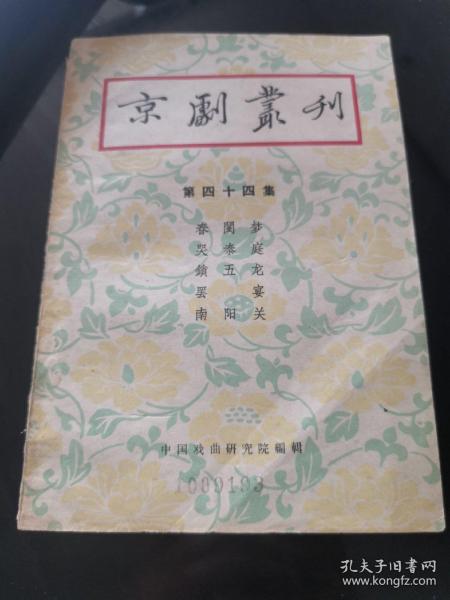 京劇叢刊
第四十四集
春閨梦
哭秦庭
鎖五龙
罢宴
南阳关
中国戏曲研究院編輯
1000193
孔夫子旧书网
www.kongfz.com